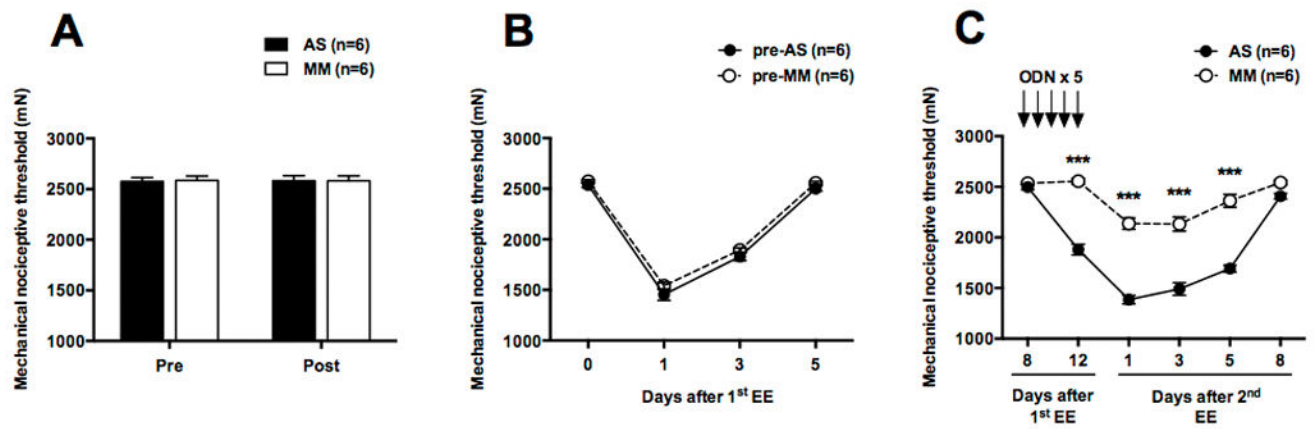 A
AS (n=6)
MM (n=6)
Mechanical nociceptive threshold (mN)
3000
2500
2000
1500
1000
Pre
Post
B
pre-AS (n=6)
pre-MM (n=6)
Mechanical nociceptive threshold (mN)
3000
2500
2000
1500
1000
0
1
3
5
Days after 1st EE
C
AS (n=6)
MM (n=6)
ODN x 5
Mechanical nociceptive threshold (mN)
3000
2500
2000
1500
1000
***
***
***
***
8
12
1
3
5
8
Days after
1st EE
Days after 2nd
EE